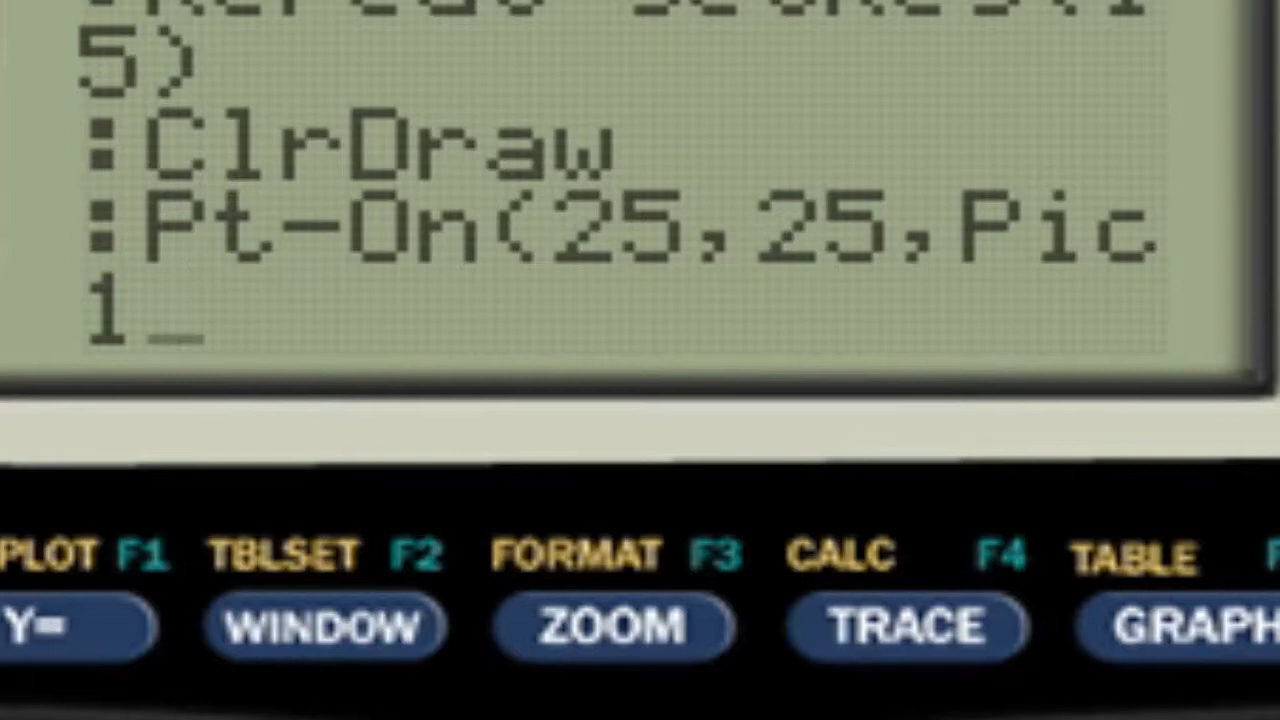 5)
:ClrDraw
:Pt-On(25,25,Pic
1_
PLOT F1 TBLSET F2 FORMAT F3 CALC F4 TABLE
Y= WINDOW ZOOM TRACE GRAPH